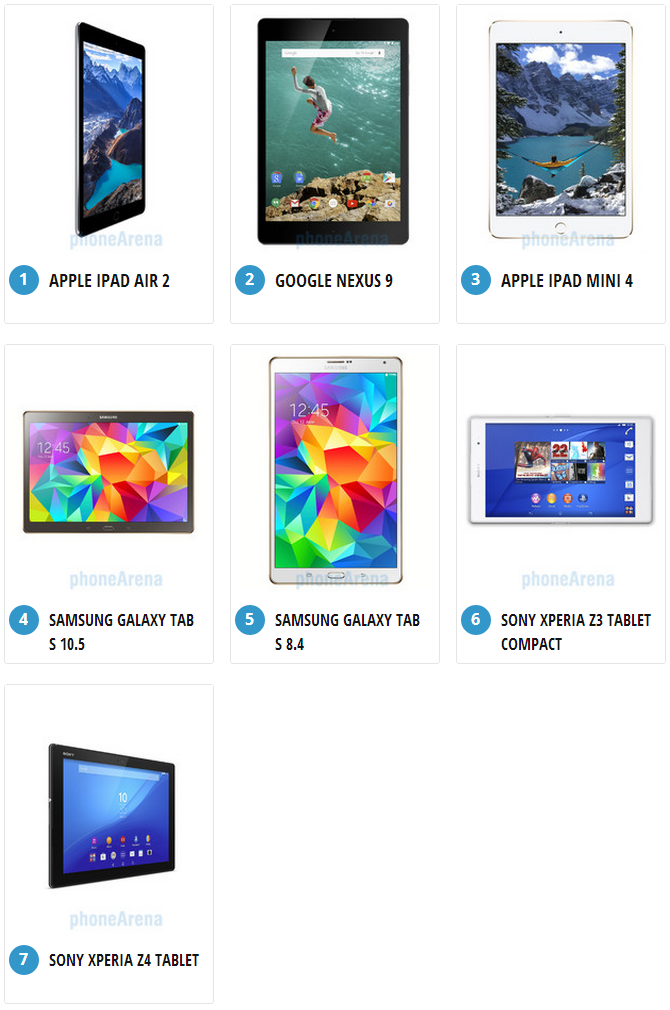 phoneArena
1 APPLE IPAD AIR 2
Google
phoneArena
2 GOOGLE NEXUS 9
phoneArena
3 APPLE IPAD MINI 4
SAMSUNG
12:45
phoneArena
4 SAMSUNG GALAXY TAB
S 10.5
SAMSUNG
12:45
phoneArena
5 SAMSUNG GALAXY TAB
S 8.4
SONY
22
phoneArena
6 SONY XPERIA Z3 TABLET
COMPACT
SONY
10
phoneArena
7 SONY XPERIA Z4 TABLET